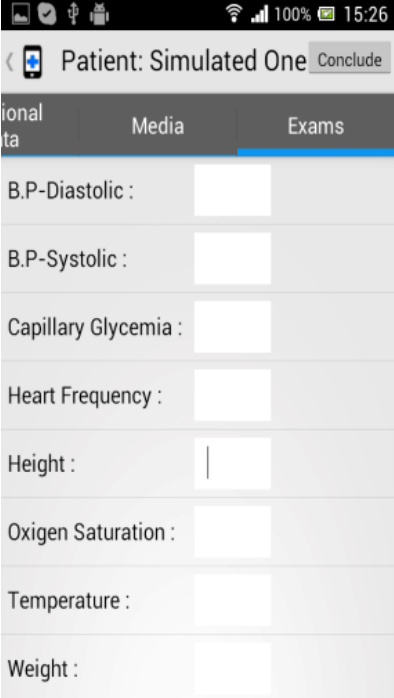 100% 15:26
Patient: Simulated One Conclude
ional
ta
Media
Exams
B.P-Diastolic :
B.P-Systolic :
Capillary Glycemia :
Heart Frequency :
Height :
Oxigen Saturation :
Temperature :
Weight :